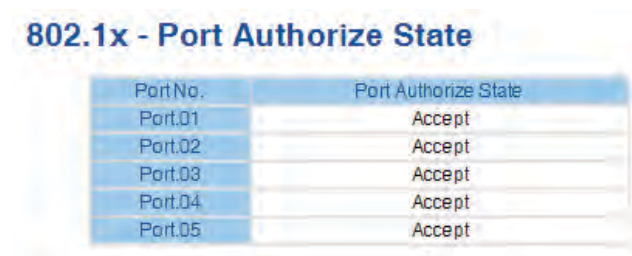 802.1x - Port Authorize State
Port No. Port Authorize State
Port.01 Accept
Port.02 Accept
Port.03 Accept
Port.04 Accept
Port.05 Accept